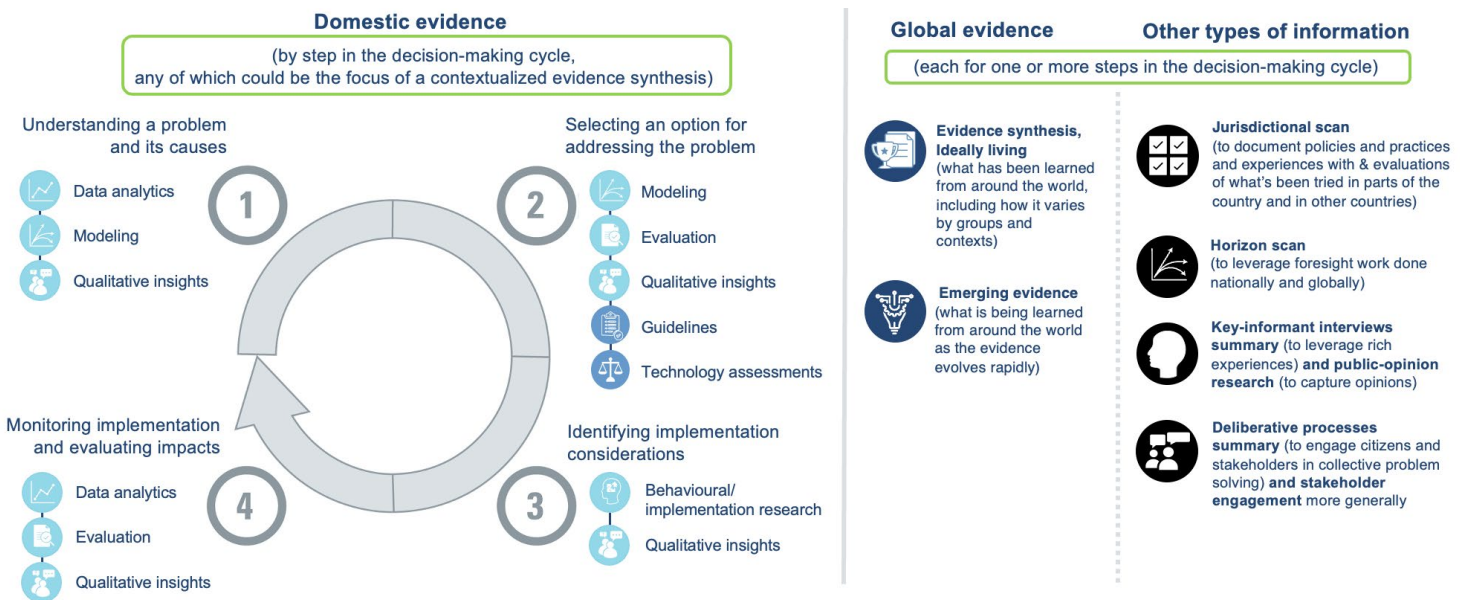 Domestic evidence
(by step in the decision-making cycle,
any of which could be the focus of a contextualized evidence synthesis)
Understanding a problem
and its causes
1
Data analytics
Modeling
Qualitative insights
Selecting an option for
addressing the problem
2
Modeling
Evaluation
Qualitative insights
Guidelines
Technology assessments
Identifying implementation
considerations
3
Behavioural/
implementation research
Qualitative insights
Monitoring implementation
and evaluating impacts
4
Data analytics
Evaluation
Qualitative insights
Global evidence
Other types of information
(each for one or more steps in the decision-making cycle)
Evidence synthesis,
Ideally living
(what has been learned
from around the world,
including how it varies
by groups and
contexts)
Emerging evidence
(what is being learned
from around the world
as the evidence
evolves rapidly)
Jurisdictional scan
(to document policies and practices
and experiences with & evaluations
of what’s been tried in parts of the
country and in other countries)
Horizon scan
(to leverage foresight work done
nationally and globally)
Key-informant interviews
summary (to leverage rich
experiences) and public-opinion
research (to capture opinions)
Deliberative processes
summary (to engage citizens and
stakeholders in collective problem
solving) and stakeholder
engagement more generally